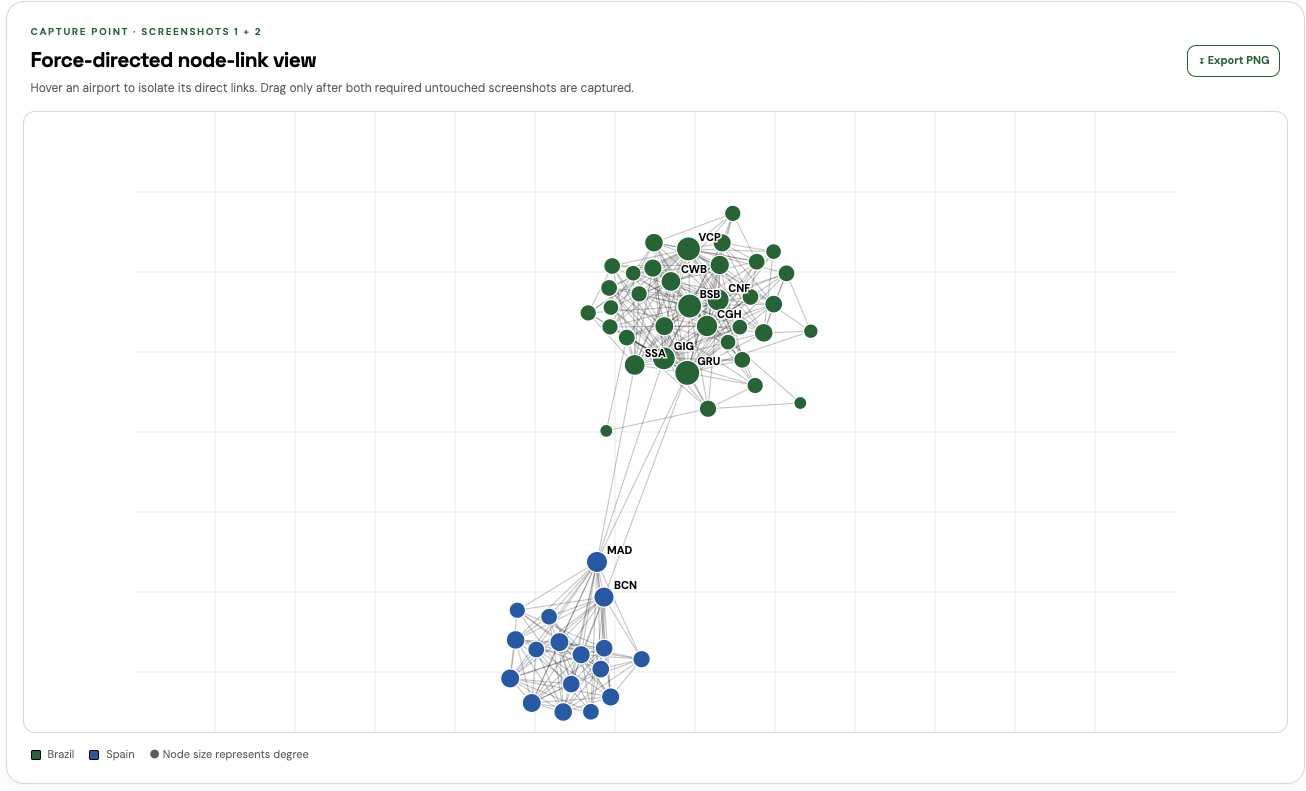 CAPTURE POINT · SCREENSHOTS 1 + 2
Force-directed node-link view
Hover an airport to isolate its direct links. Drag only after both required untouched screenshots are captured.
↧ Export PNG
VCP
CWB
BSB
CNF
CGH
GIG
SSA
GRU
MAD
BCN
Brazil
Spain
Node size represents degree